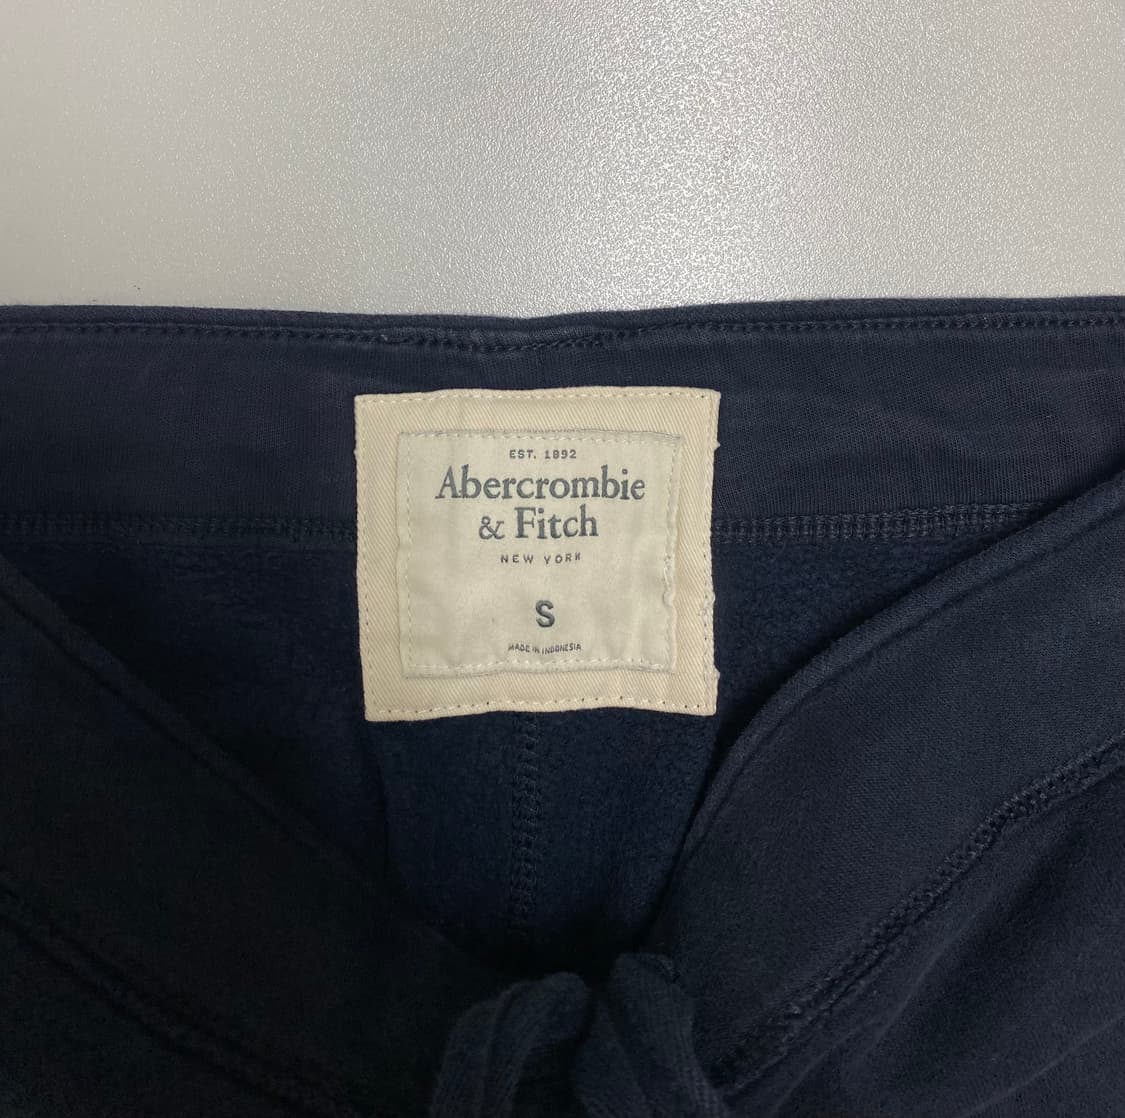 EST. 1892
Abercrombie
& Fitch
NEW YORK
S
MADE IN INDONESIA